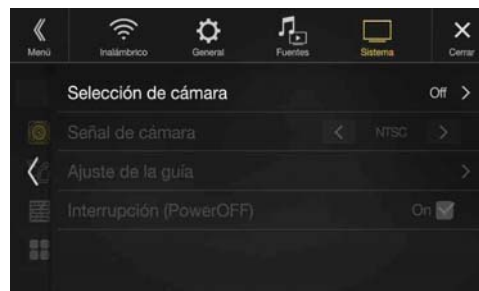 Menú
Inalámbrico
General
Fuentes
Sistema
Cerrar
Selección de cámara Off
Señal de cámara NTSC
Ajuste de la guía
Interrupción (PowerOFF) On